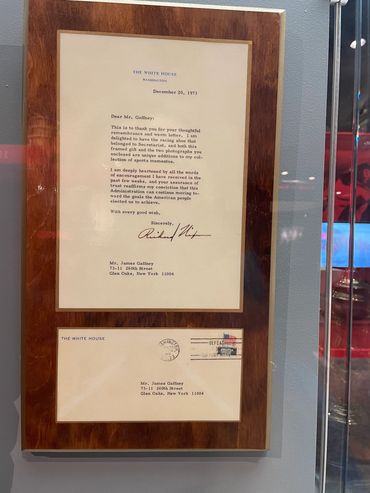 THE WHITE HOUSE
WASHINGTON
December 20, 1973
Dear Mr. Gaffney:
This is to thank you for your thoughtful
remembrance and warm letter. I am
delighted to have the racing shoe that
belonged to Secretariat, and both this
framed gift and the two photographs you
enclosed are unique additions to my col-
lection of sports mementos.
I am deeply heartened by all the words
of encouragement I have received in the
past few weeks, and your assurance of
trust reaffirms my conviction that this
Administration can continue moving to-
ward the goals the American people
elected us to achieve.
With every good wish,
Sincerely,
Richard Nixon
Mr. James Gaffney
73-11 260th Street
Glen Oaks, New York 11004
THE WHITE HOUSE
Mr. James Gaffney
73-11 260th Street
Glen Oaks, New York 11004